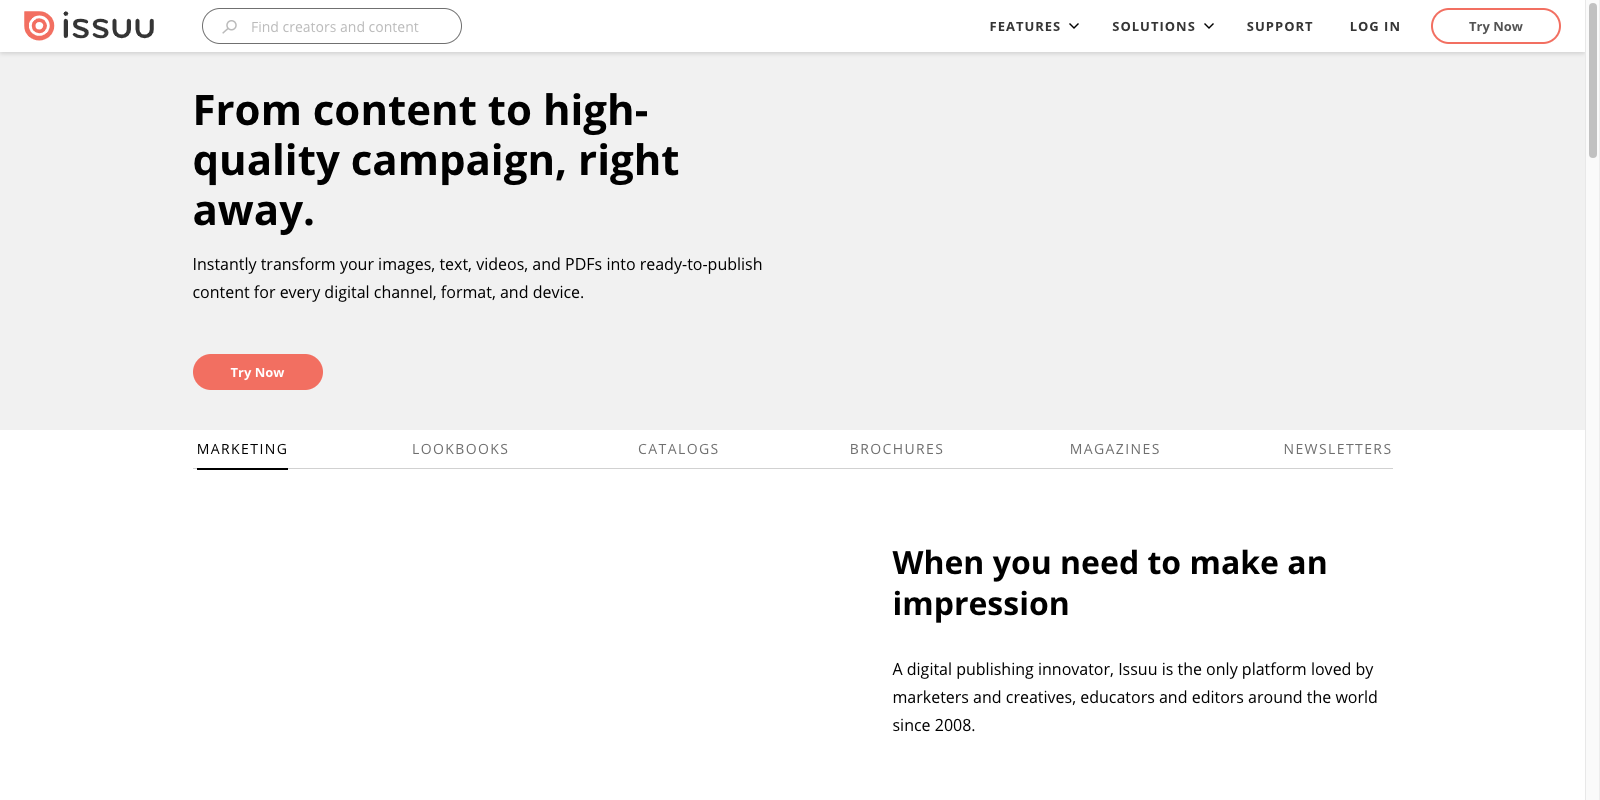 issuu
Find creators and content
FEATURES
SOLUTIONS
SUPPORT
LOG IN
Try Now
From content to high-
quality campaign, right
away.
Instantly transform your images, text, videos, and PDFs into ready-to-publish
content for every digital channel, format, and device.
Try Now
MARKETING
LOOKBOOKS
CATALOGS
BROCHURES
MAGAZINES
NEWSLETTERS
When you need to make an
impression
A digital publishing innovator, Issuu is the only platform loved by
marketers and creatives, educators and editors around the world
since 2008.